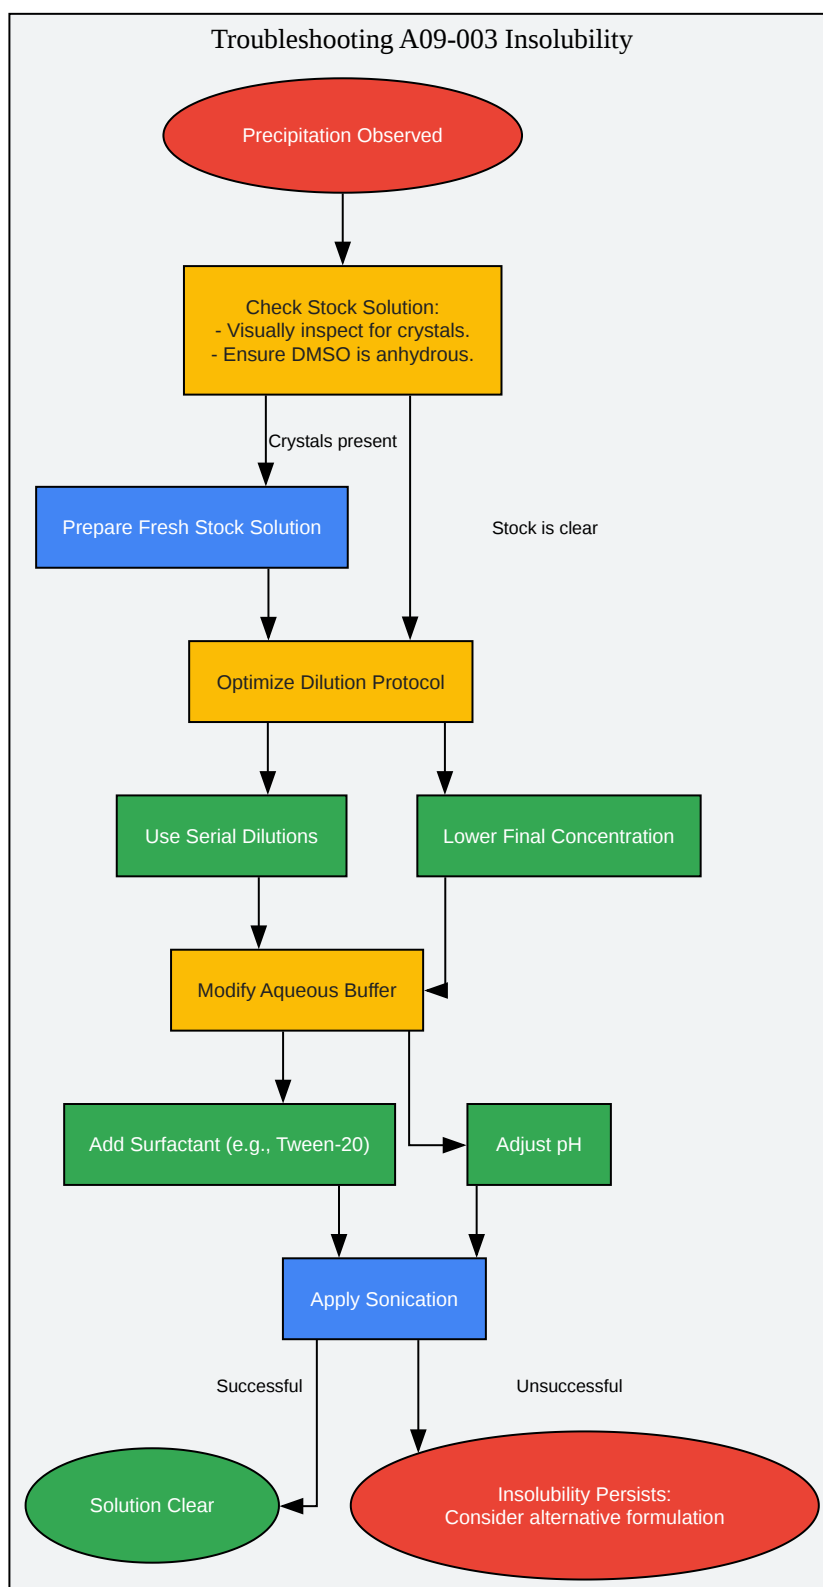 Troubleshooting A09-003 Insolubility
Precipitation Observed
Check Stock Solution:
- Visually inspect for crystals.
- Ensure DMSO is anhydrous.
Crystals present
Prepare Fresh Stock Solution
Stock is clear
Optimize Dilution Protocol
Use Serial Dilutions
Lower Final Concentration
Modify Aqueous Buffer
Add Surfactant (e.g., Tween-20)
Adjust pH
Apply Sonication
Successful
Unsuccessful
Solution Clear
Insolubility Persists:
Consider alternative formulation